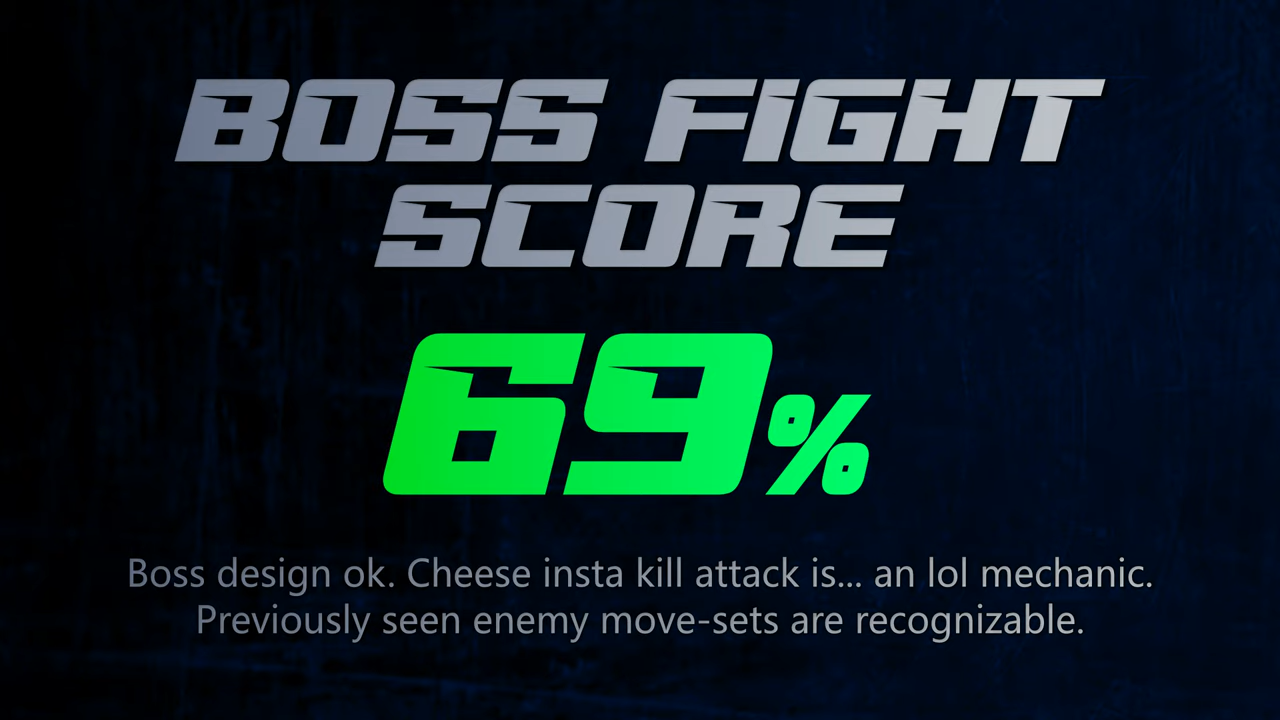 BOSS FIGHT
SCORE
69%
Boss design ok. Cheese insta kill attack is... an lol mechanic.
Previously seen enemy move-sets are recognizable.